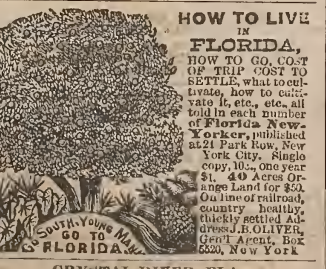 HOW TO LIVE
IN
FLORIDA,
HOW TO GO, COST
OF TRIP COST TO
SETTLE, what to cul-
tivate, how to culti-
vate it, etc., etc. all
told in each number
of Florida New-
Yorker, published
at 21 Park Row, New
York City. Single
copy, 10c., one year
$1. 40 Acres Or-
ange Land for $50.
On line of railroad,
country healthy,
thickly settled Ad-
dress J.B. OLIVER,
Gen'l Agent. Box
5520, New York
GO SOUTH-YOUNG MAN
GO TO
FLORIDA.